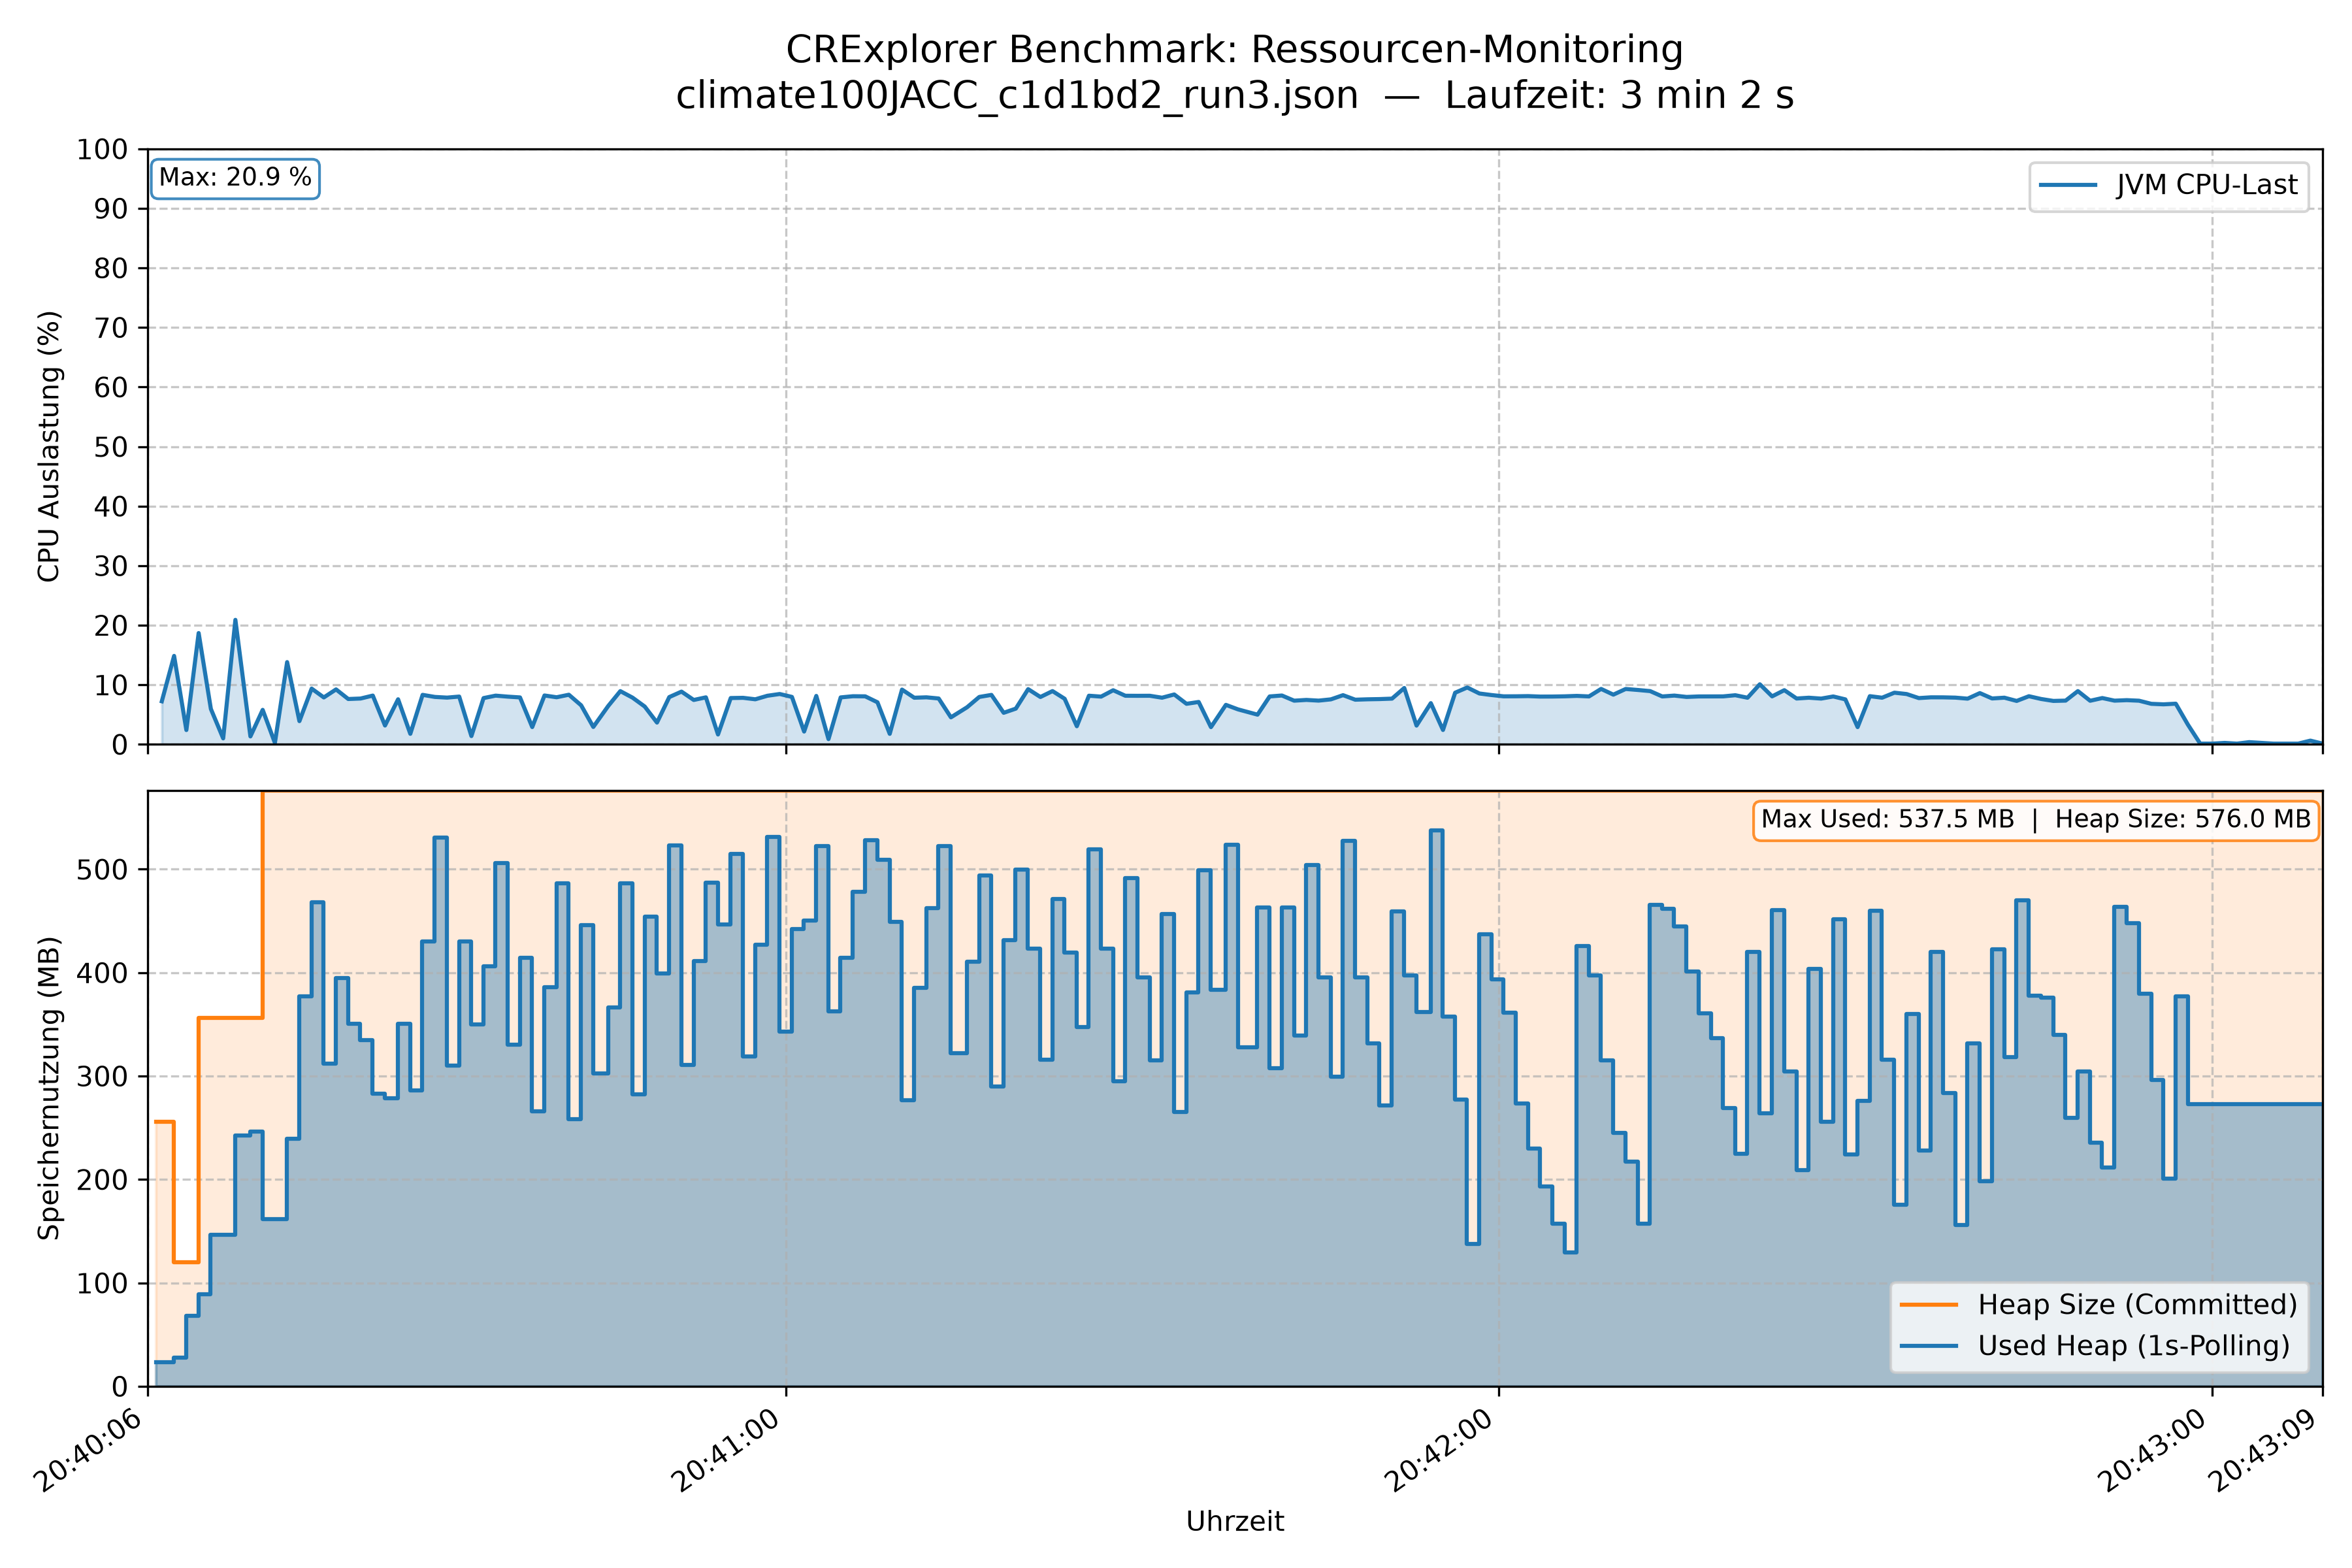 CRExplorer Benchmark: Ressourcen-Monitoring
climate100JACC_c1d1bd2_run3.json — Laufzeit: 3 min 2 s
CPU Auslastung (%)
100
90
80
70
60
50
40
30
20
10
0
Max: 20.9 %
JVM CPU-Last
Speichernutzung (MB)
500
400
300
200
100
0
Max Used: 537.5 MB | Heap Size: 576.0 MB
Heap Size (Committed)
Used Heap (1s-Polling)
20:40:06
20:41:00
20:42:00
20:43:00
20:43:09
Uhrzeit